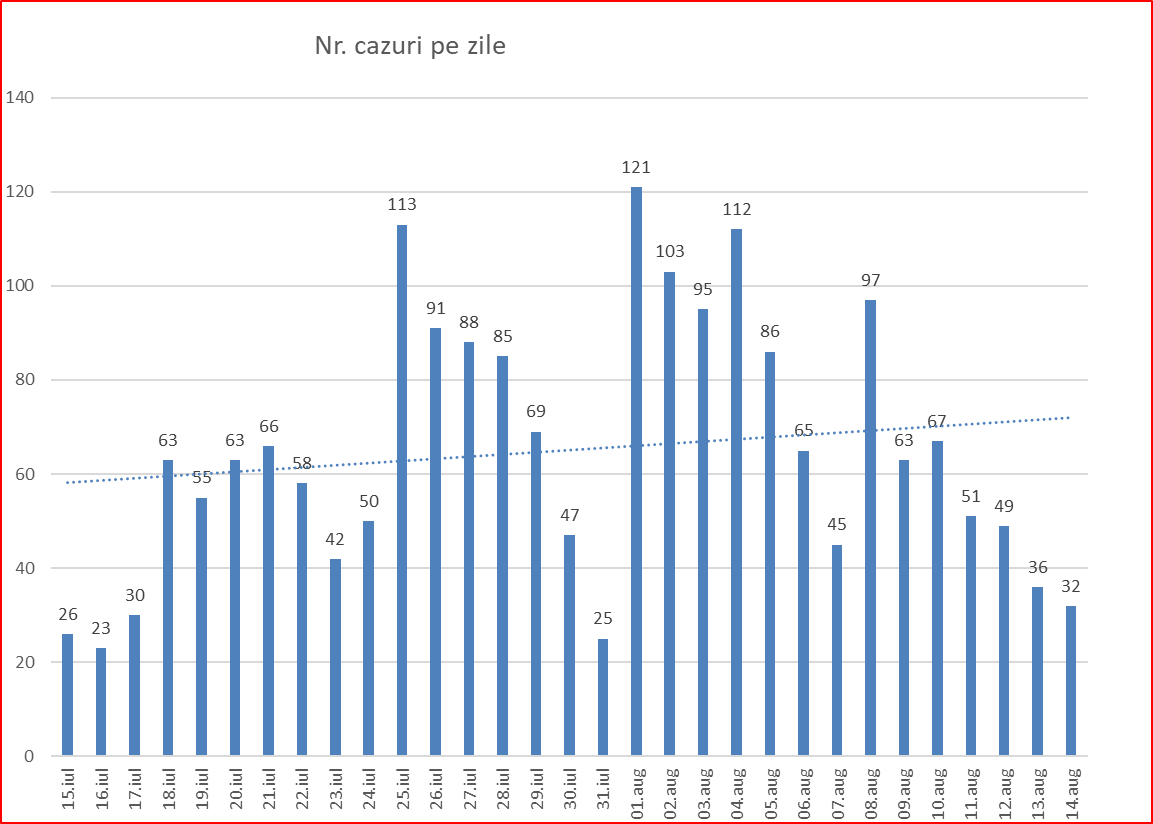 Nr. cazuri pe zile
140
120
100
80
60
40
20
0
26
23
30
63
55
63
66
58
42
50
113
91
88
85
69
47
25
121
103
95
112
86
65
45
97
63
67
51
49
36
32
15.iul
16.iul
17.iul
18.iul
19.iul
20.iul
21.iul
22.iul
23.iul
24.iul
25.iul
26.iul
27.iul
28.iul
29.iul
30.iul
31.iul
01.aug
02.aug
03.aug
04.aug
05.aug
06.aug
07.aug
08.aug
09.aug
10.aug
11.aug
12.aug
13.aug
14.aug